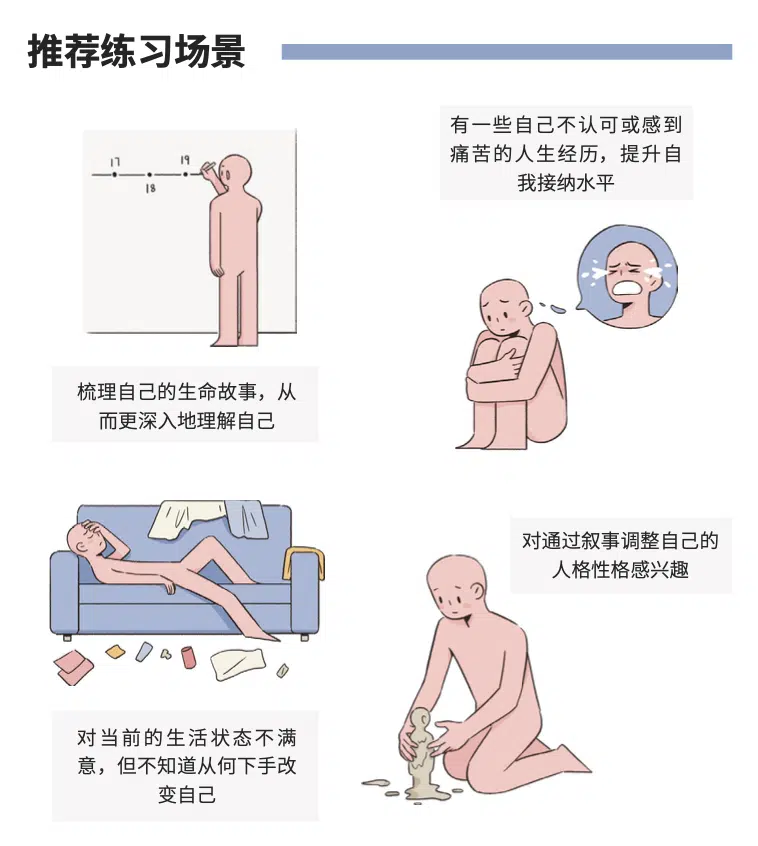 推荐练习场景
有一些自己不认可或感到
痛苦的人生经历，提升自
我接纳水平
17
19
18
梳理自己的生命故事，从
而更深入地理解自己
对通过叙事调整自己的
人格性格感兴趣
对当前的生活状态不满
意，但不知道从何下手改
变自己